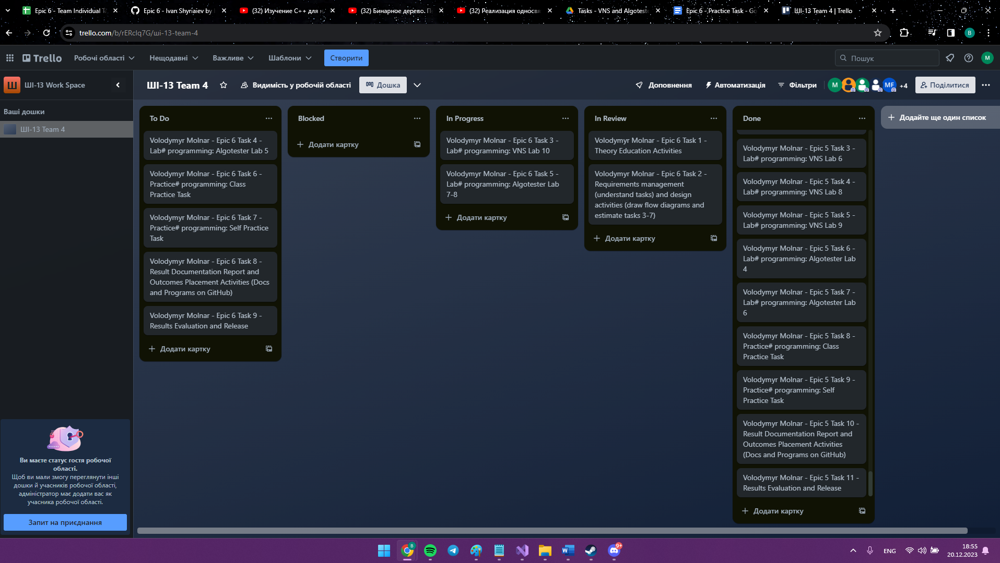 Epic 6 - Team Individual T
Epic 6 - Ivan Shyriaiev by
(32) Изучение C++ для н
(32) Бинарное дерево. П
(32) Реализация односвя
Tasks - VNS and Algoteste
Epic 6 - Practice Task - Go
ШІ-13 Team 4 | Trello
trello.com/b/rERclq7G/ші-13-team-4
B
Trello
Робочі області
Нещодавні
Важливе
Шаблони
Створити
Пошук
M
Ш
ШІ-13 Work Space
ШІ-13 Team 4
Видимість у робочій області
Дошка
Доповнення
Автоматизація
Фільтри
M
MF
+4
Поділитися
Ваші дошки
ШІ-13 Team 4
To Do
Volodymyr Molnar - Epic 6 Task 4 -
Lab# programming: Algotester Lab 5
Volodymyr Molnar - Epic 6 Task 6 -
Practice# programming: Class
Practice Task
Volodymyr Molnar - Epic 6 Task 7 -
Practice# programming: Self Practice
Task
Volodymyr Molnar - Epic 6 Task 8 -
Result Documentation Report and
Outcomes Placement Activities (Docs
and Programs on GitHub)
Volodymyr Molnar - Epic 6 Task 9 -
Results Evaluation and Release
Додати картку
Blocked
Додати картку
In Progress
Volodymyr Molnar - Epic 6 Task 3 -
Lab# programming: VNS Lab 10
Volodymyr Molnar - Epic 6 Task 5 -
Lab# programming: Algotester Lab
7-8
Додати картку
In Review
Volodymyr Molnar - Epic 6 Task 1 -
Theory Education Activities
Volodymyr Molnar - Epic 6 Task 2 -
Requirements management
(understand tasks) and design
activities (draw flow diagrams and
estimate tasks 3-7)
Додати картку
Done
Volodymyr Molnar - Epic 5 Task 3 -
Lab# programming: VNS Lab 6
Volodymyr Molnar - Epic 5 Task 4 -
Lab# programming: VNS Lab 8
Volodymyr Molnar - Epic 5 Task 5 -
Lab# programming: VNS Lab 9
Volodymyr Molnar - Epic 5 Task 6 -
Lab# programming: Algotester Lab
4
Volodymyr Molnar - Epic 5 Task 7 -
Lab# programming: Algotester Lab
6
Volodymyr Molnar - Epic 5 Task 8 -
Practice# programming: Class
Practice Task
Volodymyr Molnar - Epic 5 Task 9 -
Practice# programming: Self
Practice Task
Volodymyr Molnar - Epic 5 Task 10 -
Result Documentation Report and
Outcomes Placement Activities
(Docs and Programs on GitHub)
Volodymyr Molnar - Epic 5 Task 11 -
Results Evaluation and Release
Додати картку
Додайте ще один список
Ви маєте статус гостя робочої
області.
Щоб ви мали змогу переглянути інші
дошки й учасників робочої області,
адміністратор має додати вас як
учасника робочої області.
Запит на приєднання
B
9+
ENG
18:55
20.12.2023